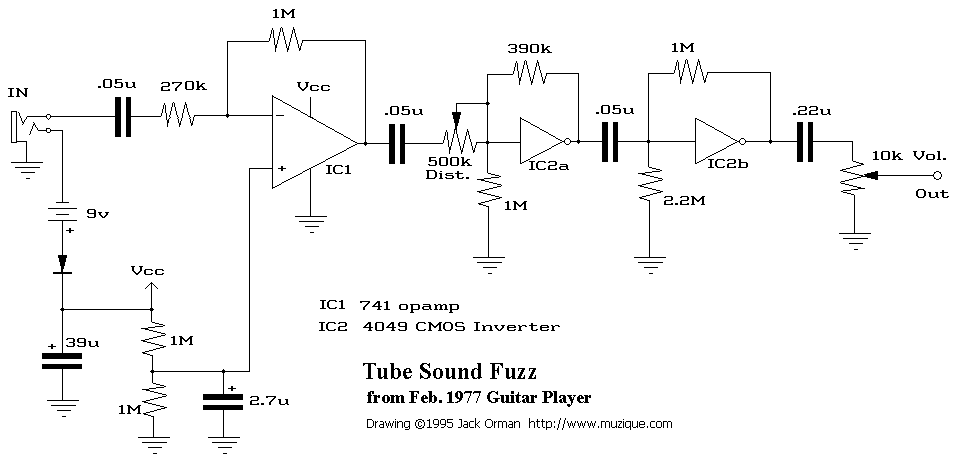 1M
390k
1M
IN
.05u
270k
Vcc
.05u
.05u
.22u
−
+
IC1
500k
Dist.
IC2a
IC2b
10k Vol.
1M
2.2M
Out
9v
+
Vcc
IC1 741 opamp
IC2 4049 CMOS Inverter
+
39u
1M
Tube Sound Fuzz
+
1M
2.7u
from Feb. 1977 Guitar Player
Drawing ©1995 Jack Orman http://www.muzique.com